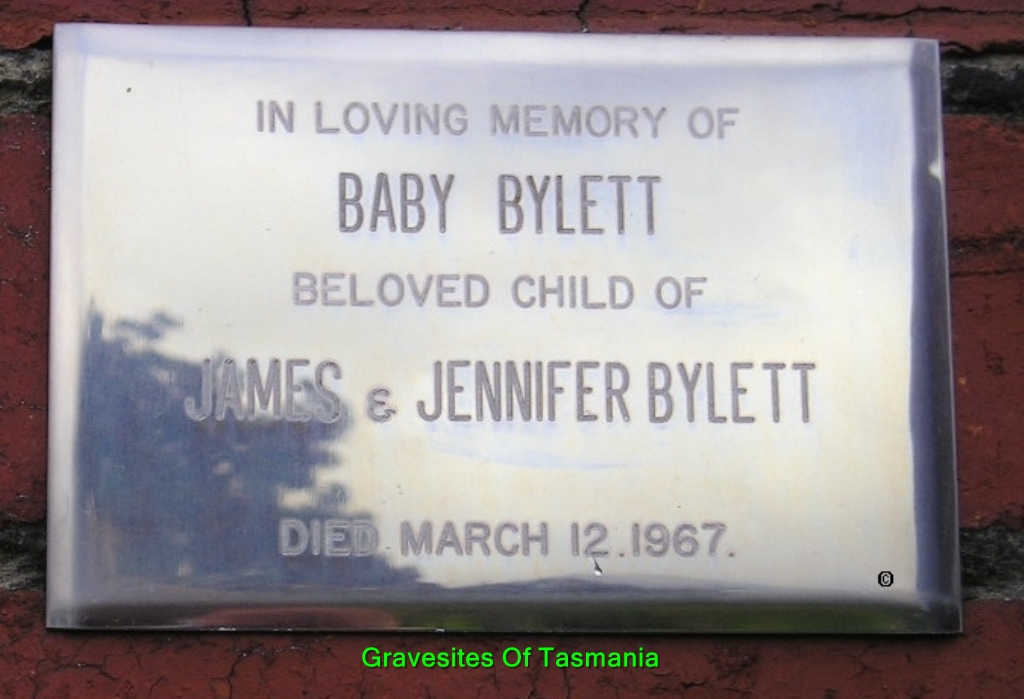 IN LOVING MEMORY OF
BABY BYLETT
BELOVED CHILD OF
JAMES & JENNIFER BYLETT
DIED MARCH 12.1967.
©
Gravesites Of Tasmania